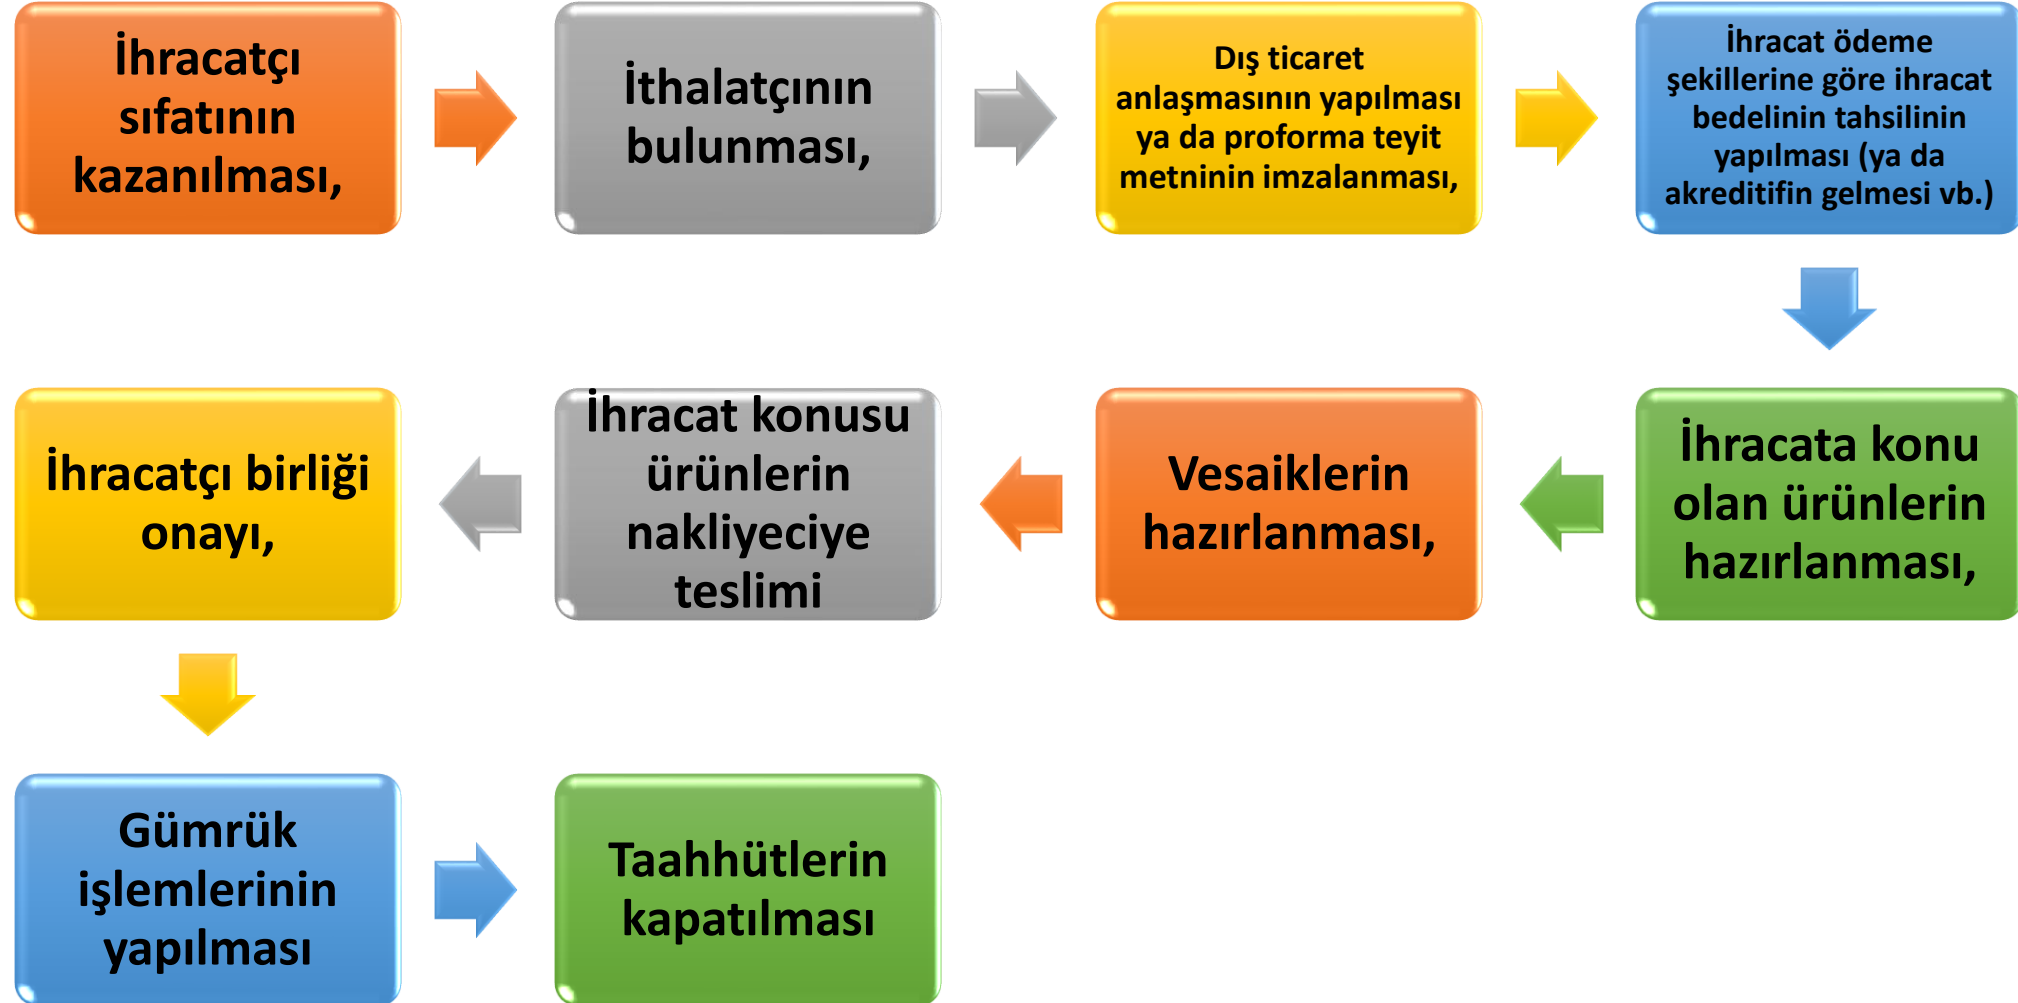 İhracatçı
sıfatının
kazanılması,
İthalatçının
bulunması,
Dış ticaret
anlaşmasının yapılması
ya da proforma teyit
metninin imzalanması,
İhracat ödeme
şekillerine göre ihracat
bedelinin tahsilinin
yapılması (ya da
akreditifin gelmesi vb.)
İhracata konu
olan ürünlerin
hazırlanması,
Vesaiklerin
hazırlanması,
İhracat konusu
ürünlerin
nakliyeciye
teslimi
İhracatçı birliği
onayı,
Gümrük
işlemlerinin
yapılması
Taahhütlerin
kapatılması